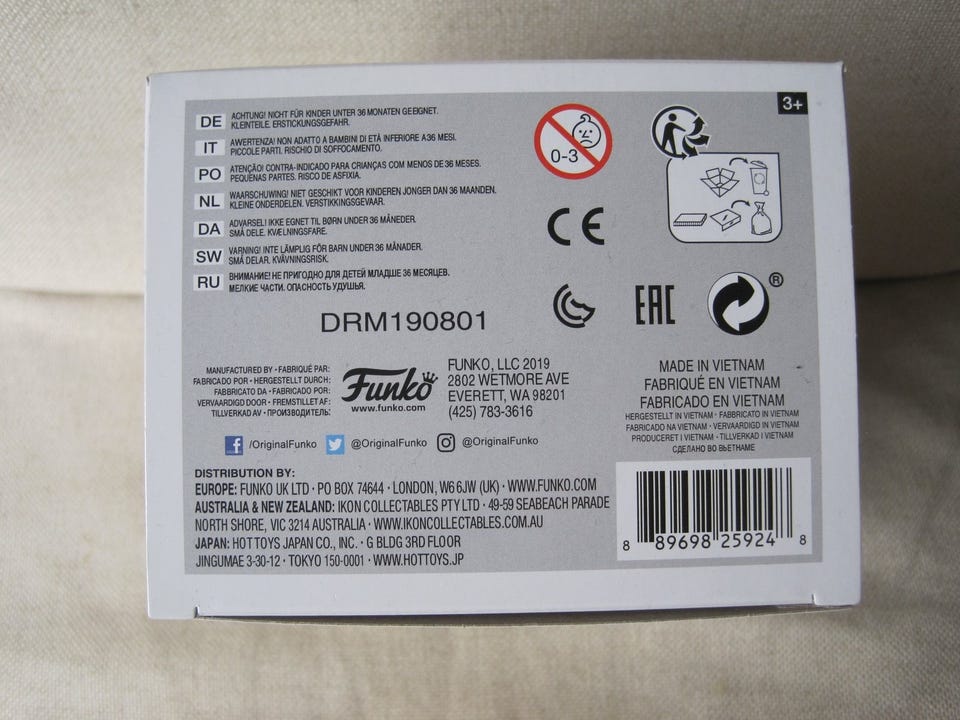 3+
DE ACHTUNG! NICHT FÜR KINDER UNTER 36 MONATEN GEEIGNET.
KLEINTEILE. ERSTICKUNGSGEFAHR.
IT AWERTENZA! NON ADATTO A BAMBINI DI ETÀ INFERIORE A36 MESI.
PICCOLE PARTI. RISCHIO DI SOFFOCAMENTO.
PO ATENÇÃO! CONTRA-INDICADO PARA CRIANÇAS COM MENOS DE 36 MESES.
PEQUENAS PARTES. RISCO DE ASFIXIA.
NL WAARSCHUWING! NIET GESCHIKT VOOR KINDEREN JONGER DAN 36 MAANDEN.
KLEINE ONDERDELEN. VERSTIKKINGSGEVAAR.
DA ADVARSEL! IKKE EGNET TIL BØRN UNDER 36 MÅNEDER.
SMÅ DELE. KVÆLNINGSFARE.
SW VARNING! INTE LÄMPLIG FÖR BARN UNDER 36 MÅNADER.
SMÅ DELAR. KVÄVNINGSRISK.
RU ВНИМАНИЕ! НЕ ПРИГОДНО ДЛЯ ДЕТЕЙ МЛАДШЕ 36 МЕСЯЦЕВ.
МЕЛКИЕ ЧАСТИ. ОПАСНОСТЬ УДУШЬЯ.
0-3
CE
EAC
®
DRM190801
MANUFACTURED BY • FABRIQUÉ PAR:
FABRICADO POR • HERGESTELLT DURCH:
FABBRICATO DA • FABRICADO POR:
VERVAARDIGD DOOR • FREMSTILLET AF:
TILLVERKAD AV • ПРОИЗВОДИТЕЛЬ:
Funko
www.funko.com
FUNKO, LLC 2019
2802 WETMORE AVE
EVERETT, WA 98201
(425) 783-3616
MADE IN VIETNAM
FABRIQUÉ EN VIETNAM
FABRICADO EN VIETNAM
HERGESTELLT IN VIETNAM • FABBRICATO IN VIETNAM
FABRICADO NA VIETNAM • VERVAARDIGD IN VIETNAM
PRODUCERET I VIETNAM • TILLVERKAD I VIETNAM
СДЕЛАНО ВО ВЬЕТНАМЕ
/OriginalFunko @OriginalFunko @OriginalFunko
DISTRIBUTION BY:
EUROPE: FUNKO UK LTD • PO BOX 74644 • LONDON, W6 6JW (UK) • WWW.FUNKO.COM
AUSTRALIA & NEW ZEALAND: IKON COLLECTABLES PTY LTD • 49-59 SEABEACH PARADE
NORTH SHORE, VIC 3214 AUSTRALIA • WWW.IKONCOLLECTABLES.COM.AU
JAPAN: HOT TOYS JAPAN CO., INC. • G BLDG 3RD FLOOR
JINGUMAE 3-30-12 • TOKYO 150-0001 • WWW.HOTTOYS.JP
8 89698 25924 8